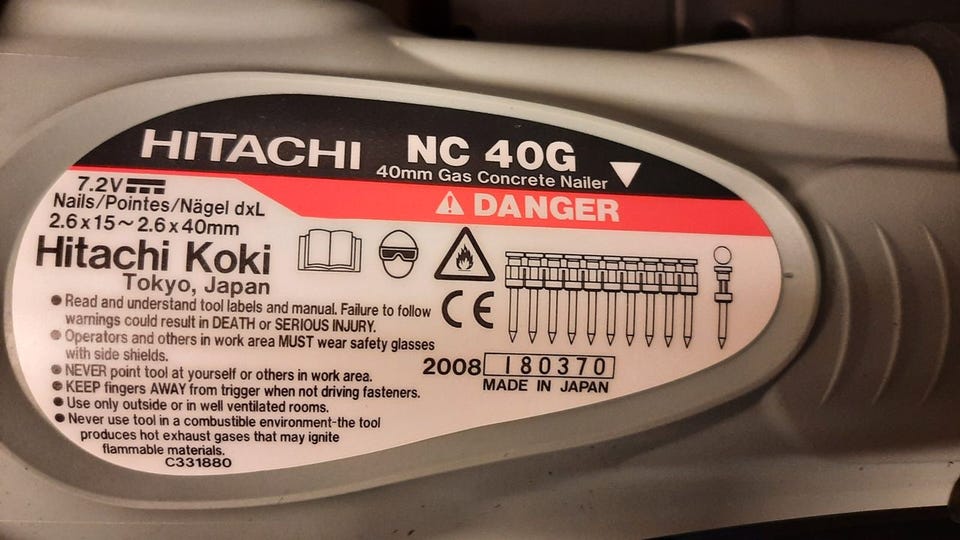 HITACHI NC 40G
40mm Gas Concrete Nailer
DANGER
7.2V
Nails/Pointes/Nägel dxL
2.6x15~2.6x40mm
Hitachi Koki
Tokyo, Japan
CE
● Read and understand tool labels and manual. Failure to follow
warnings could result in DEATH or SERIOUS INJURY.
● Operators and others in work area MUST wear safety glasses
with side shields.
● NEVER point tool at yourself or others in work area.
● KEEP fingers AWAY from trigger when not driving fasteners.
● Use only outside or in well ventilated rooms.
● Never use tool in a combustible environment-the tool
produces hot exhaust gases that may ignite
flammable materials.
C331880
2008 180370
MADE IN JAPAN